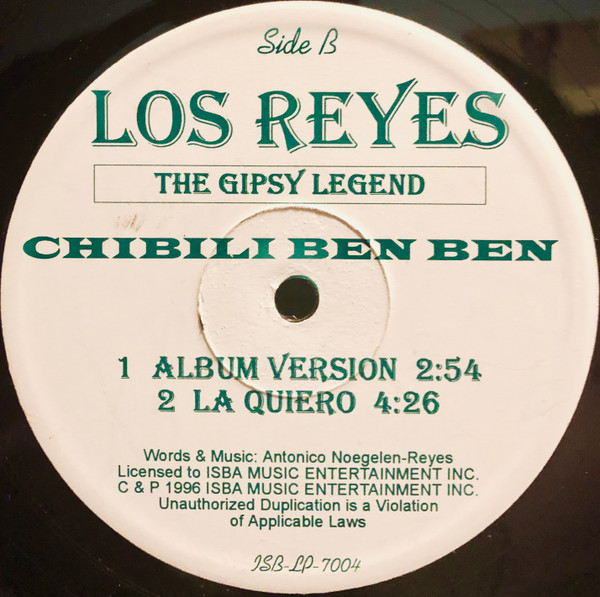 Side B
LOS REYES
THE GIPSY LEGEND
CHIBILI BEN BEN
1 ALBUM VERSION 2:54
2 LA QUIERO 4:26
Words & Music: Antonico Noegelen-Reyes
Licensed to ISBA MUSIC ENTERTAINMENT INC.
C & P 1996 ISBA MUSIC ENTERTAINMENT INC.
Unauthorized Duplication is a Violation
of Applicable Laws
ISB-LP-7004